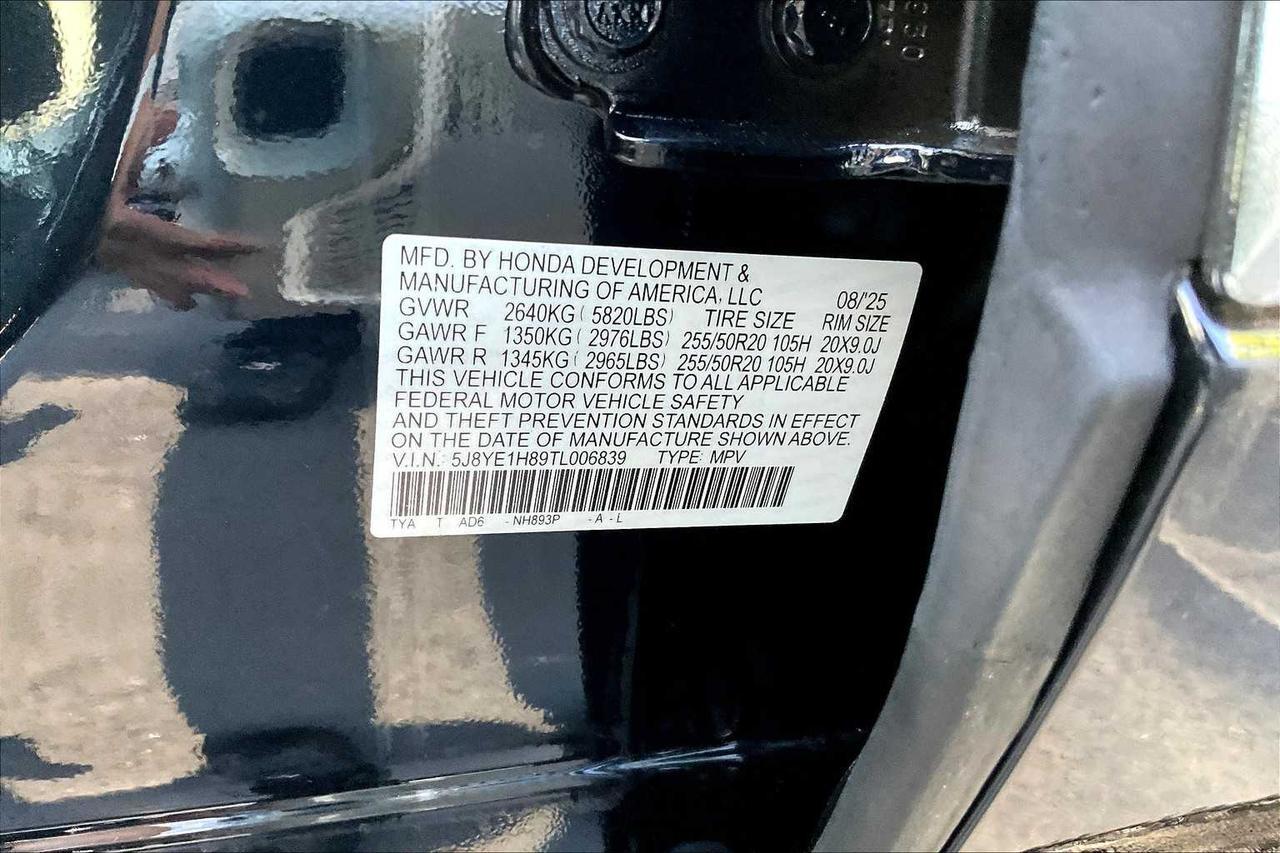 MFD. BY HONDA DEVELOPMENT &
MANUFACTURING OF AMERICA, LLC 08/'25
GVWR 2640KG ( 5820LBS) TIRE SIZE RIM SIZE
GAWR F 1350KG ( 2976LBS) 255/50R20 105H 20X9.0J
GAWR R 1345KG ( 2965LBS) 255/50R20 105H 20X9.0J
THIS VEHICLE CONFORMS TO ALL APPLICABLE
FEDERAL MOTOR VEHICLE SAFETY
AND THEFT PREVENTION STANDARDS IN EFFECT
ON THE DATE OF MANUFACTURE SHOWN ABOVE.
V.I.N.: 5J8YE1H89TL006839 TYPE: MPV
TYA T AD6 - NH893P - A - L